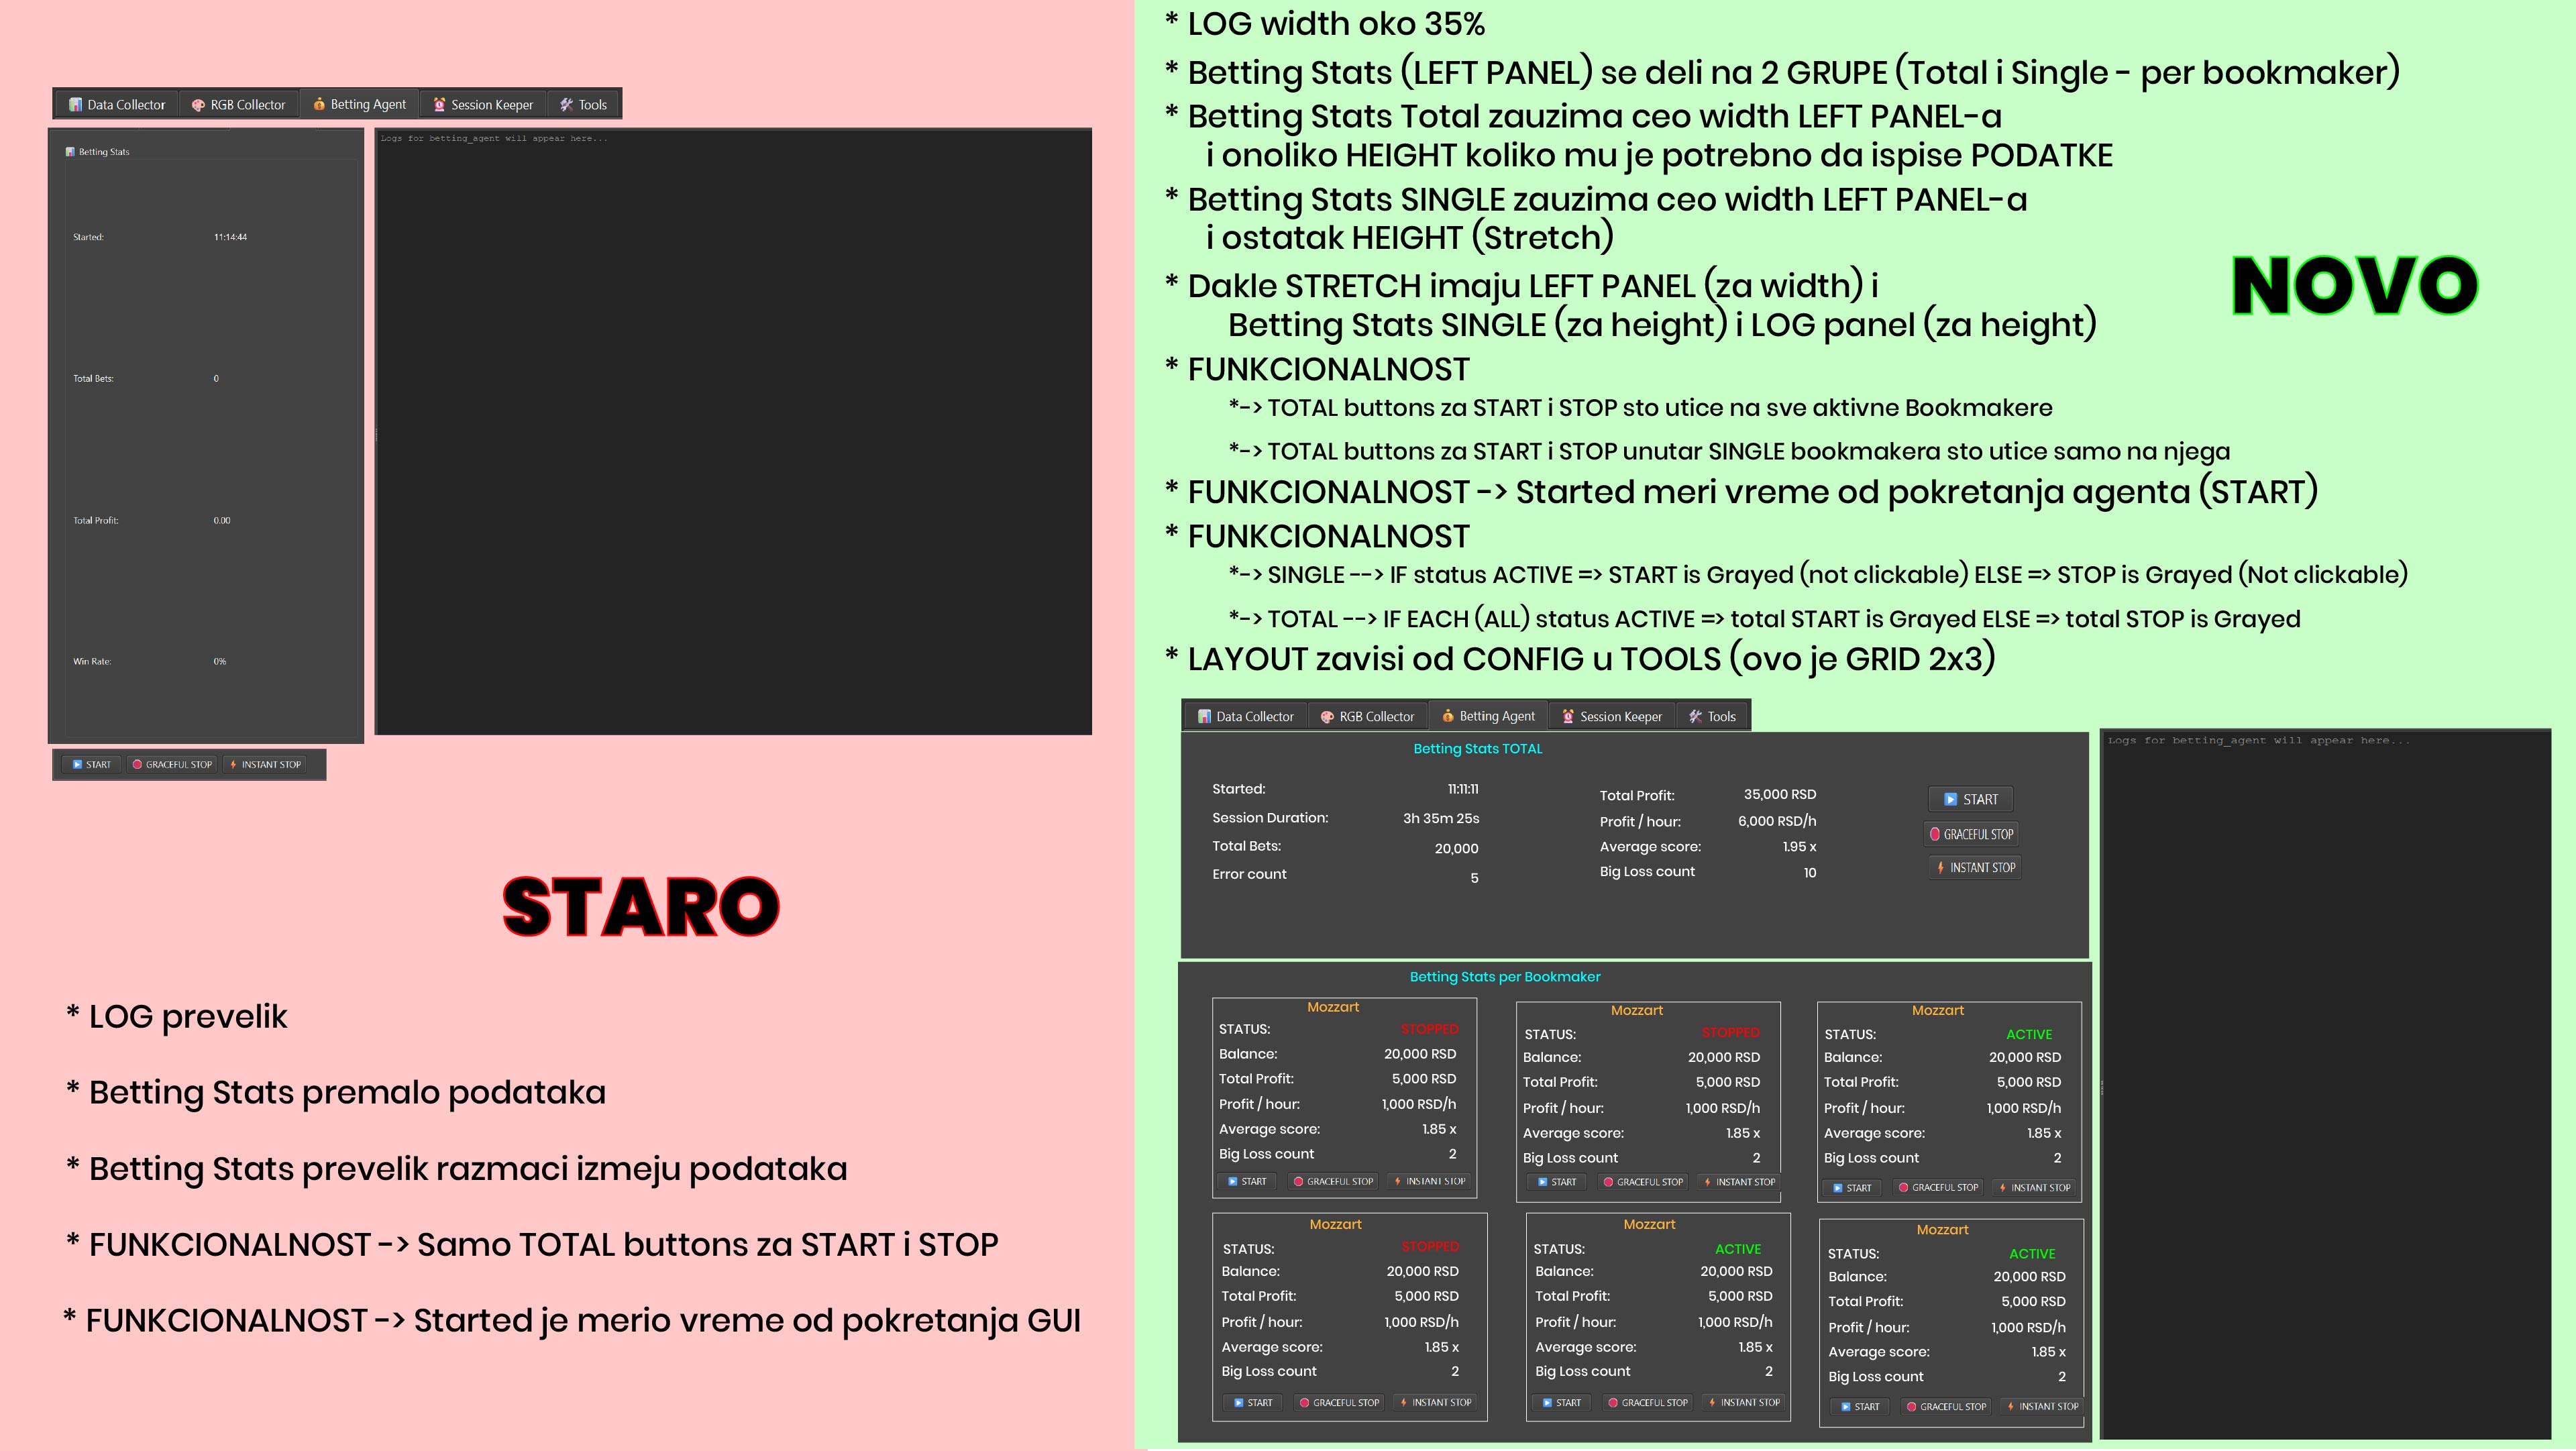 Data Collector
RGB Collector
Betting Agent
Session Keeper
Tools
Betting Stats
Started: 11:14:44
Total Bets: 0
Total Profit: 0.00
Win Rate: 0%
Logs for betting_agent will appear here...
START
GRACEFUL STOP
INSTANT STOP
STARO
* LOG prevelik
* Betting Stats premalo podataka
* Betting Stats prevelik razmaci izmeju podataka
* FUNKCIONALNOST -> Samo TOTAL buttons za START i STOP
* FUNKCIONALNOST -> Started je merio vreme od pokretanja GUI
* LOG width oko 35%
* Betting Stats (LEFT PANEL) se deli na 2 GRUPE (Total i Single - per bookmaker)
* Betting Stats Total zauzima ceo width LEFT PANEL-a
i onoliko HEIGHT koliko mu je potrebno da ispise PODATKE
* Betting Stats SINGLE zauzima ceo width LEFT PANEL-a
i ostatak HEIGHT (Stretch)
* Dakle STRETCH imaju LEFT PANEL (za width) i
Betting Stats SINGLE (za height) i LOG panel (za height)
NOVO
* FUNKCIONALNOST
*-> TOTAL buttons za START i STOP sto utice na sve aktivne Bookmakere
*-> TOTAL buttons za START i STOP unutar SINGLE bookmakera sto utice samo na njega
* FUNKCIONALNOST -> Started meri vreme od pokretanja agenta (START)
* FUNKCIONALNOST
*-> SINGLE --> IF status ACTIVE => START is Grayed (not clickable) ELSE => STOP is Grayed (Not clickable)
*-> TOTAL --> IF EACH (ALL) status ACTIVE => total START is Grayed ELSE => total STOP is Grayed
* LAYOUT zavisi od CONFIG u TOOLS (ovo je GRID 2x3)
Data Collector
RGB Collector
Betting Agent
Session Keeper
Tools
Betting Stats TOTAL
Started: 11:11:11
Session Duration: 3h 35m 25s
Total Bets: 20,000
Error count 5
Total Profit: 35,000 RSD
Profit / hour: 6,000 RSD/h
Average score: 1.95 x
Big Loss count 10
START
GRACEFUL STOP
INSTANT STOP
Logs for betting_agent will appear here...
Betting Stats per Bookmaker
Mozzart
STATUS: STOPPED
Balance: 20,000 RSD
Total Profit: 5,000 RSD
Profit / hour: 1,000 RSD/h
Average score: 1.85 x
Big Loss count 2
START GRACEFUL STOP INSTANT STOP
Mozzart
STATUS: STOPPED
Balance: 20,000 RSD
Total Profit: 5,000 RSD
Profit / hour: 1,000 RSD/h
Average score: 1.85 x
Big Loss count 2
START GRACEFUL STOP INSTANT STOP
Mozzart
STATUS: ACTIVE
Balance: 20,000 RSD
Total Profit: 5,000 RSD
Profit / hour: 1,000 RSD/h
Average score: 1.85 x
Big Loss count 2
START GRACEFUL STOP INSTANT STOP
Mozzart
STATUS: STOPPED
Balance: 20,000 RSD
Total Profit: 5,000 RSD
Profit / hour: 1,000 RSD/h
Average score: 1.85 x
Big Loss count 2
START GRACEFUL STOP INSTANT STOP
Mozzart
STATUS: ACTIVE
Balance: 20,000 RSD
Total Profit: 5,000 RSD
Profit / hour: 1,000 RSD/h
Average score: 1.85 x
Big Loss count 2
START GRACEFUL STOP INSTANT STOP
Mozzart
STATUS: ACTIVE
Balance: 20,000 RSD
Total Profit: 5,000 RSD
Profit / hour: 1,000 RSD/h
Average score: 1.85 x
Big Loss count 2
START GRACEFUL STOP INSTANT STOP